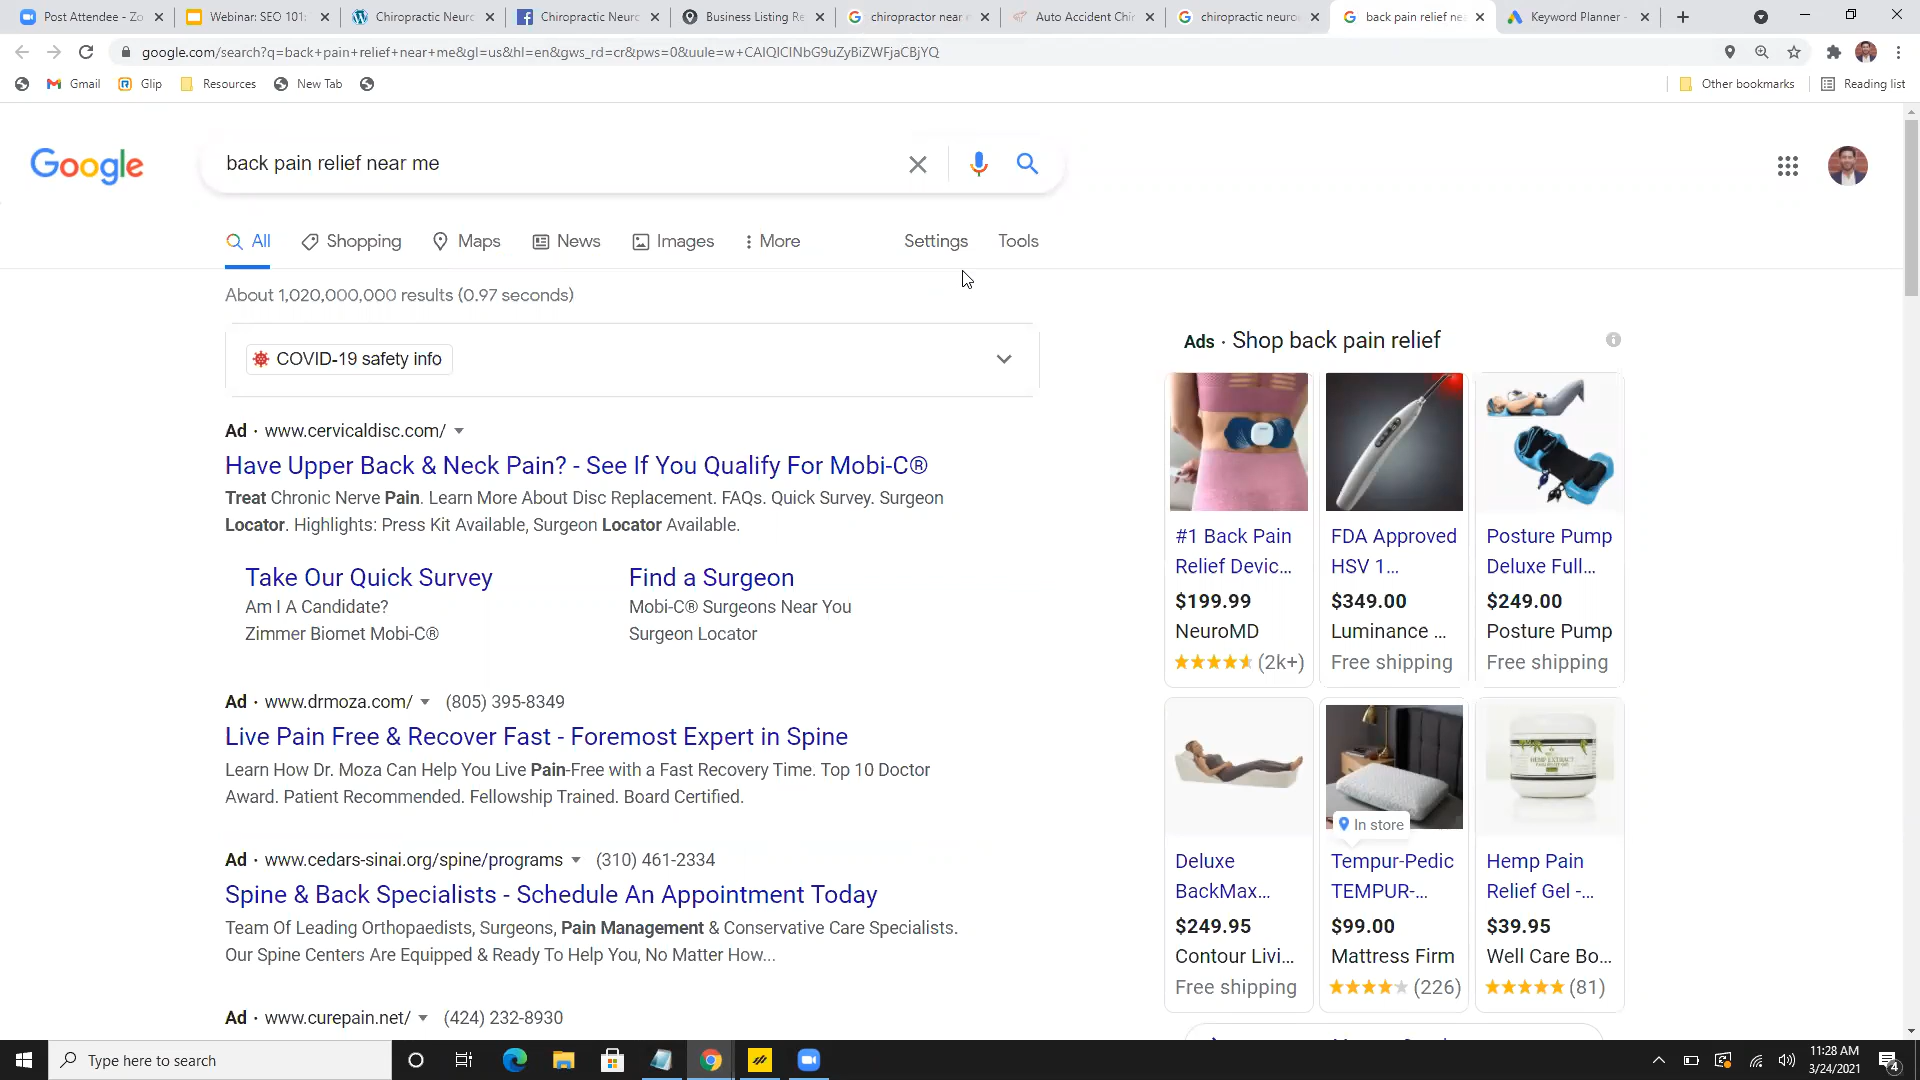 Post Attendee - Zo
Webinar: SEO 101:
Chiropractic Neuro
Chiropractic Neuro
Business Listing Re
chiropractor near m
Auto Accident Chir
chiropractic neuro
back pain relief nea
Keyword Planner -
google.com/search?q=back+pain+relief+near+me&gl=us&hl=en&gws_rd=cr&pws=0&uule=w+CAIQICINbG9uZyBiZWFjaCBjYQ
Gmail
Glip
Resources
New Tab
Other bookmarks
Reading list
Google
back pain relief near me
All
Shopping
Maps
News
Images
More
Settings
Tools
About 1,020,000,000 results (0.97 seconds)
COVID-19 safety info
Ad · www.cervicaldisc.com/
Have Upper Back & Neck Pain? - See If You Qualify For Mobi-C®
Treat Chronic Nerve Pain. Learn More About Disc Replacement. FAQs. Quick Survey. Surgeon
Locator. Highlights: Press Kit Available, Surgeon Locator Available.
Take Our Quick Survey
Am I A Candidate?
Zimmer Biomet Mobi-C®
Find a Surgeon
Mobi-C® Surgeons Near You
Surgeon Locator
Ad · www.drmoza.com/ (805) 395-8349
Live Pain Free & Recover Fast - Foremost Expert in Spine
Learn How Dr. Moza Can Help You Live Pain-Free with a Fast Recovery Time. Top 10 Doctor
Award. Patient Recommended. Fellowship Trained. Board Certified.
Ad · www.cedars-sinai.org/spine/programs (310) 461-2334
Spine & Back Specialists - Schedule An Appointment Today
Team Of Leading Orthopaedists, Surgeons, Pain Management & Conservative Care Specialists.
Our Spine Centers Are Equipped & Ready To Help You, No Matter How...
Ad · www.curepain.net/ (424) 232-8930
Ads · Shop back pain relief
#1 Back Pain
Relief Devic...
$199.99
NeuroMD
(2k+)
FDA Approved
HSV 1...
$349.00
Luminance ...
Free shipping
Posture Pump
Deluxe Full...
$249.00
Posture Pump
Free shipping
Deluxe
BackMax...
$249.95
Contour Livi...
Free shipping
In store
Tempur-Pedic
TEMPUR-...
$99.00
Mattress Firm
(226)
HEMP EXTRACT
Hemp Pain
Relief Gel -...
$39.95
Well Care Bo...
(81)
Type here to search
11:28 AM
3/24/2021
4